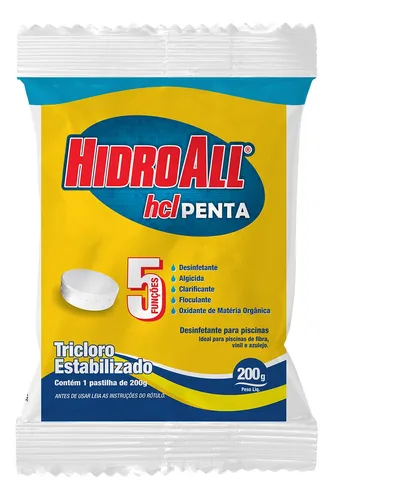 HIDROALL®
hcl PENTA
5 FUNÇÕES
Desinfetante
Algicida
Clarificante
Floculante
Oxidante de Matéria Orgânica
Desinfetante para piscinas
Ideal para piscinas de fibra,
vinil e azulejo.
Tricloro
Estabilizado
Contém 1 pastilha de 200g
ANTES DE USAR LEIA AS INSTRUÇÕES DO RÓTULO.
200g
Peso Líq.